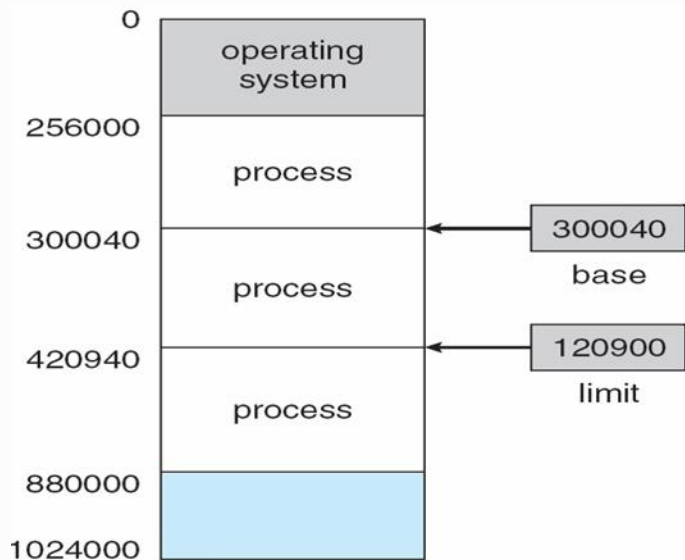 0
operating
system
256000
process
300040
300040
base
process
420940
120900
limit
process
880000
1024000